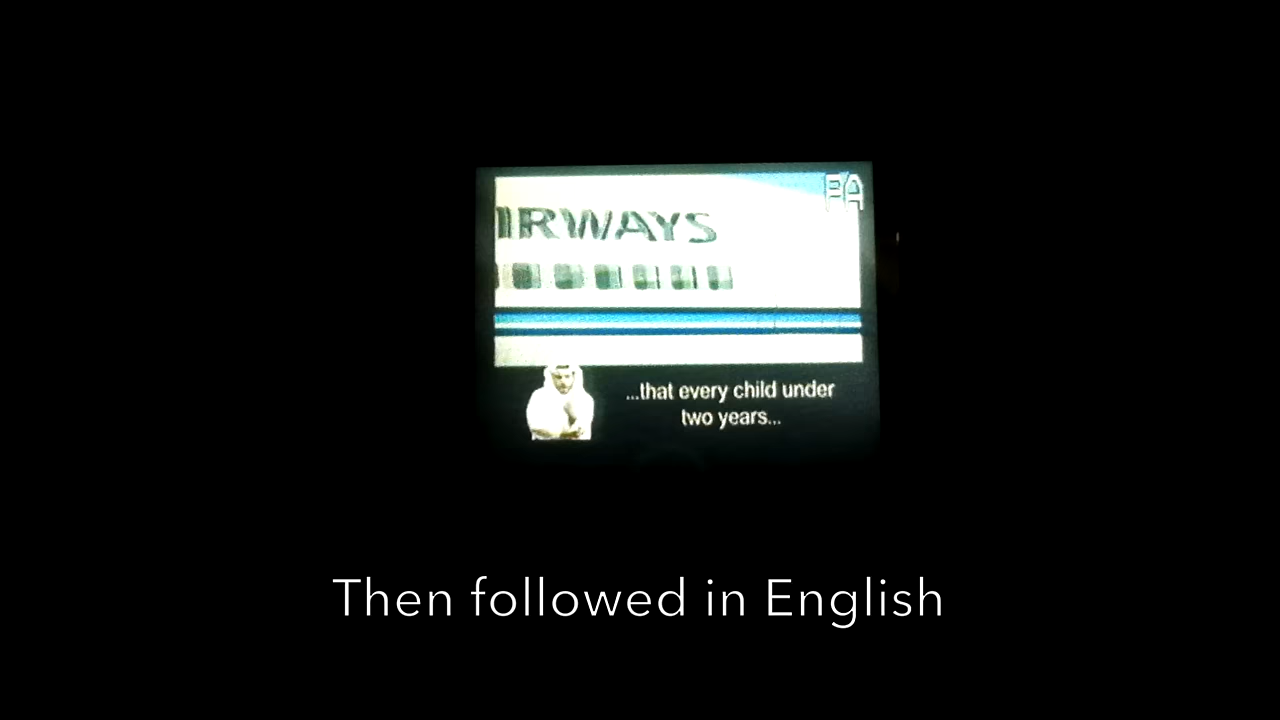 IRWAYS
...that every child under
two years...
Then followed in English